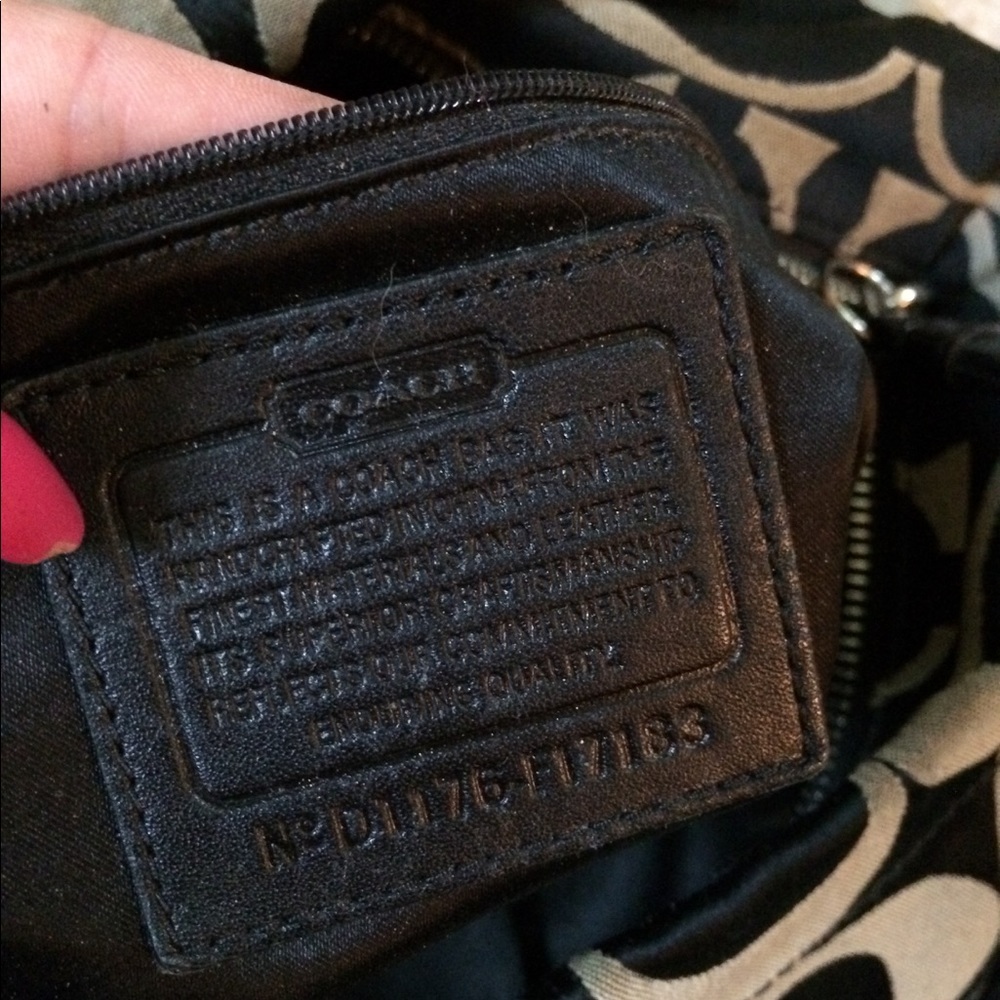 COACH
THIS IS A COACH BAG. IT WAS
HANDCRAFTED IN CHINA FROM THE
FINEST MATERIALS AND LEATHER.
ITS SUPERIOR CRAFTSMANSHIP
REFLECTS OUR COMMITMENT TO
ENDURING QUALITY.
Nº D1176-F17183